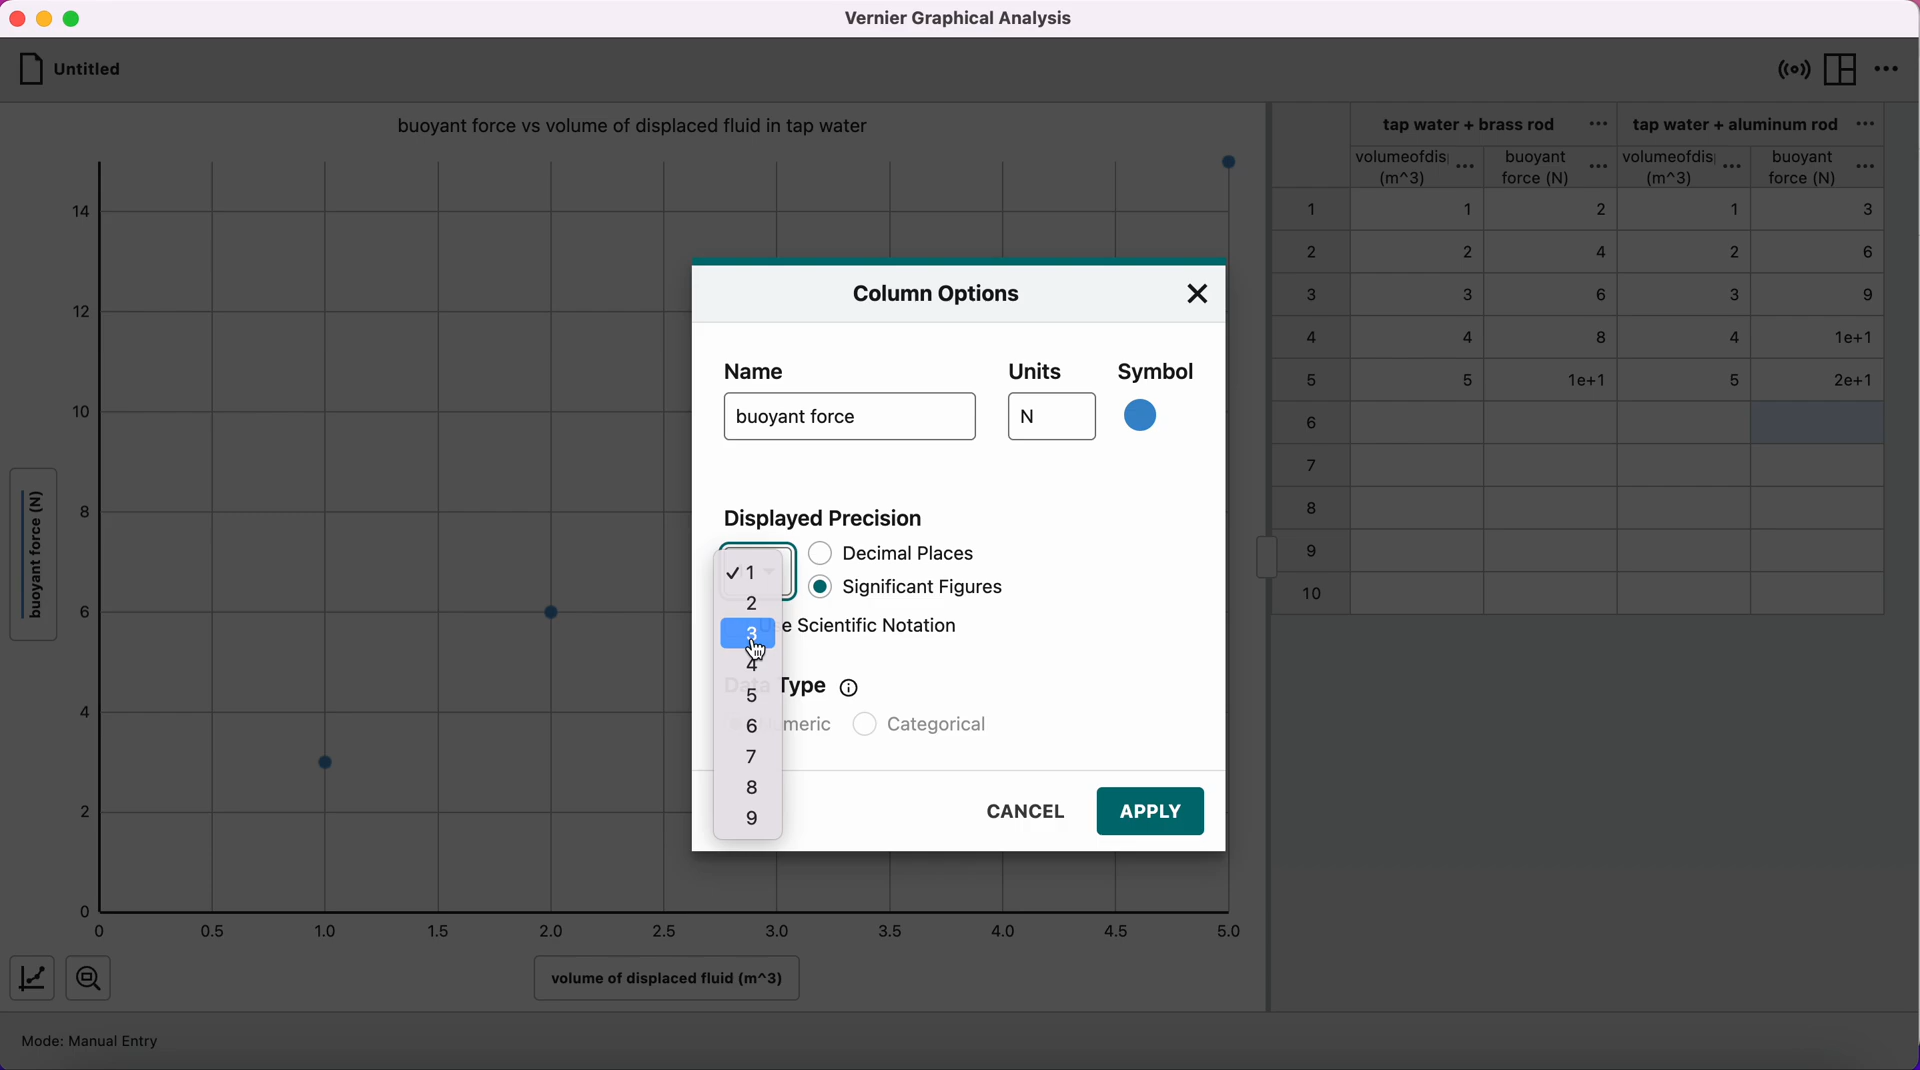 Vernier Graphical Analysis
Untitled
buoyant force vs volume of displaced fluid in tap water
14
12
10
8
6
4
2
0
buoyant force (N)
0 0.5 1.0 1.5 2.0 2.5 3.0 3.5 4.0 4.5 5.0
volume of displaced fluid (m^3)
Mode: Manual Entry
Column Options
Name Units Symbol
buoyant force N
Displayed Precision
Decimal Places
Significant Figures
e Scientific Notation
Data Type
meric Categorical
✓ 1
2
3
4
5
6
7
8
9
CANCEL APPLY
tap water + brass rod ••• tap water + aluminum rod •••
volumeofdis (m^3) ••• buoyant force (N) ••• volumeofdis (m^3) ••• buoyant force (N) •••
1 1 2 1 3
2 2 4 2 6
3 3 6 3 9
4 4 8 4 1e+1
5 5 1e+1 5 2e+1
6
7
8
9
10